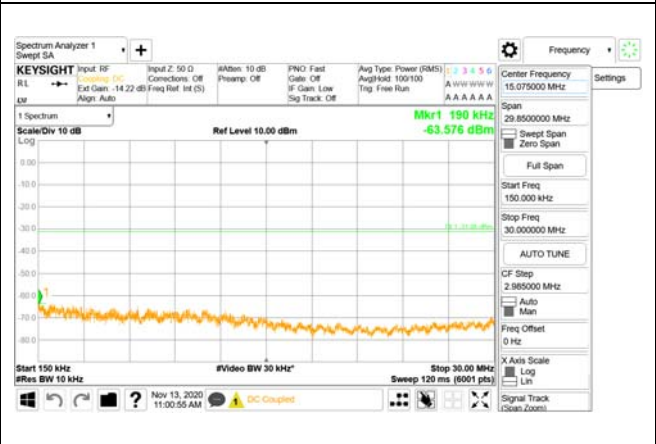 Spectrum Analyzer 1
Swept SA
+
Frequency
KEYSIGHT
RL
Input: RF
Coupling: DC
Ext Gain: -14.22 dB
Align: Auto
Input Z: 50 Ω
Corrections: Off
Freq Ref: Int (S)
#Atten: 10 dB
Preamp: Off
PNO: Fast
Gate: Off
IF Gain: Low
Sig Track: Off
Avg Type: Power (RMS)
Avg|Hold: 100/100
Trig: Free Run
1 2 3 4 5 6
A W W W W W
A A A A A A
1 Spectrum
Scale/Div 10 dB
Log
Ref Level 10.00 dBm
Mkr1 190 kHz
-63.576 dBm
0.00
-10.0
-20.0
-30.0
-40.0
-50.0
-60.0
-70.0
-80.0
1
Start 150 kHz
#Res BW 10 kHz
#Video BW 30 kHz*
Stop 30.00 MHz
Sweep 120 ms (6001 pts)
?
Nov 13, 2020
11:00:55 AM
1
DC Coupled
Center Frequency
15.075000 MHz
Settings
Span
29.8500000 MHz
Swept Span
Zero Span
Full Span
Start Freq
150.000 kHz
Stop Freq
30.000000 MHz
AUTO TUNE
CF Step
2.985000 MHz
Auto
Man
Freq Offset
0 Hz
X Axis Scale
Log
Lin
Signal Track
(Span Zoom)